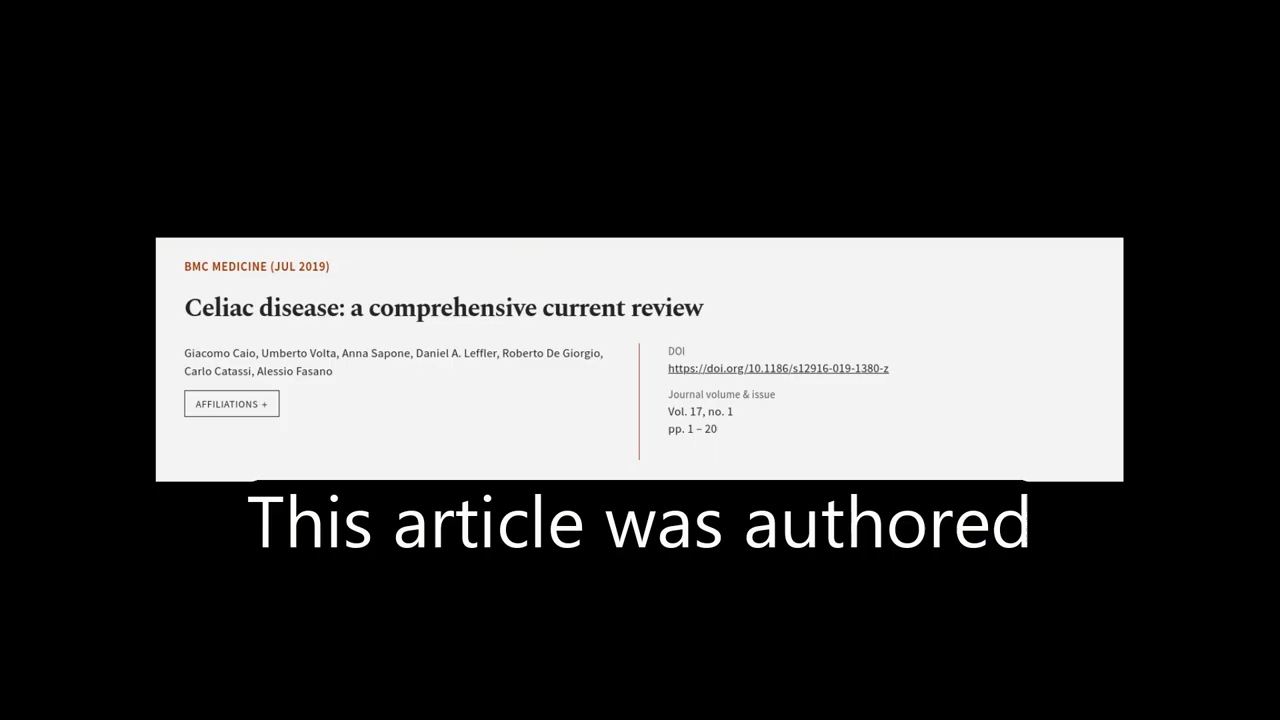 BMC MEDICINE (JUL 2019)
Celiac disease: a comprehensive current review
Giacomo Caio, Umberto Volta, Anna Sapone, Daniel A. Leffler, Roberto De Giorgio,
Carlo Catassi, Alessio Fasano
AFFILIATIONS +
DOI
https://doi.org/10.1186/s12916-019-1380-z
Journal volume & issue
Vol. 17, no. 1
pp. 1 – 20
This article was authored